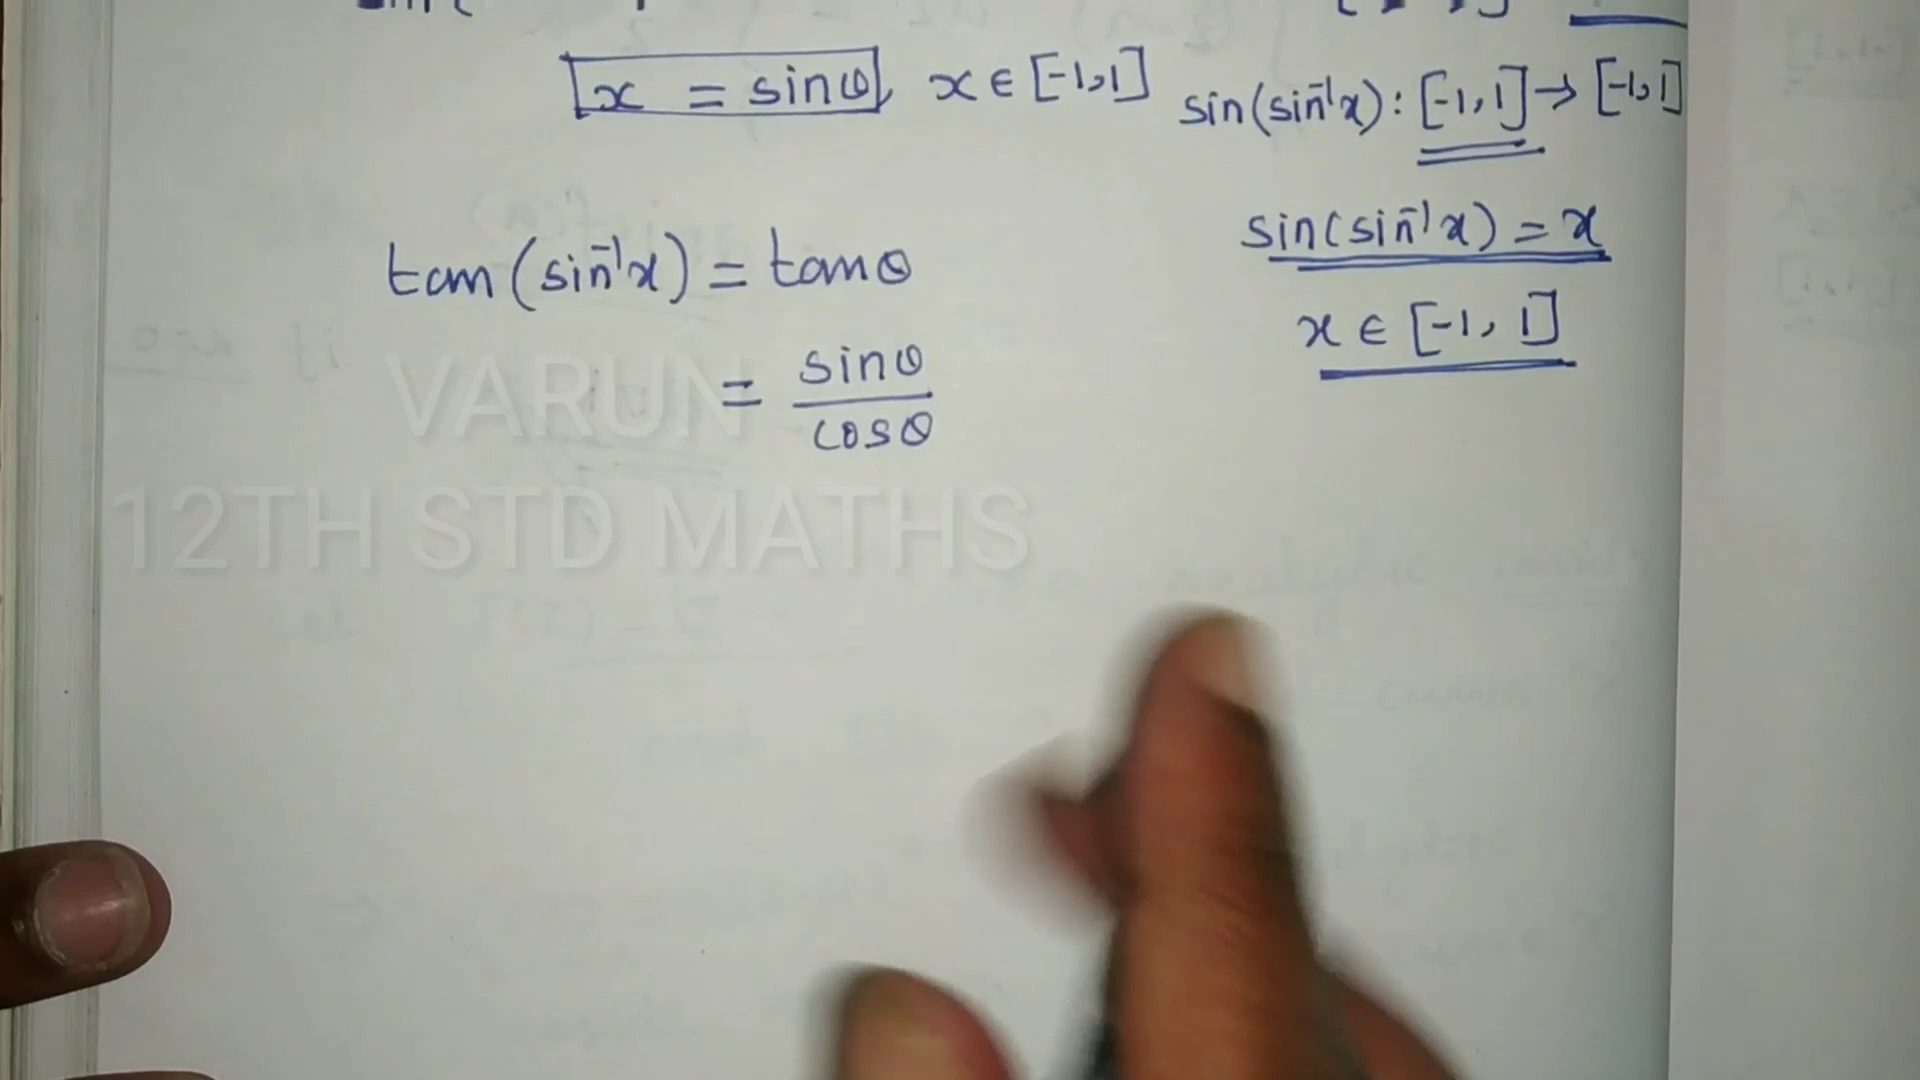 x = sinθ, x ∈ [-1,1]
sin(sin⁻¹x): [-1,1] → [-1,1]
sin(sin⁻¹x) = x
x ∈ [-1, 1]
tan(sin⁻¹x) = tanθ
= sinθ / cosθ
VARUN
12TH STD MATHS